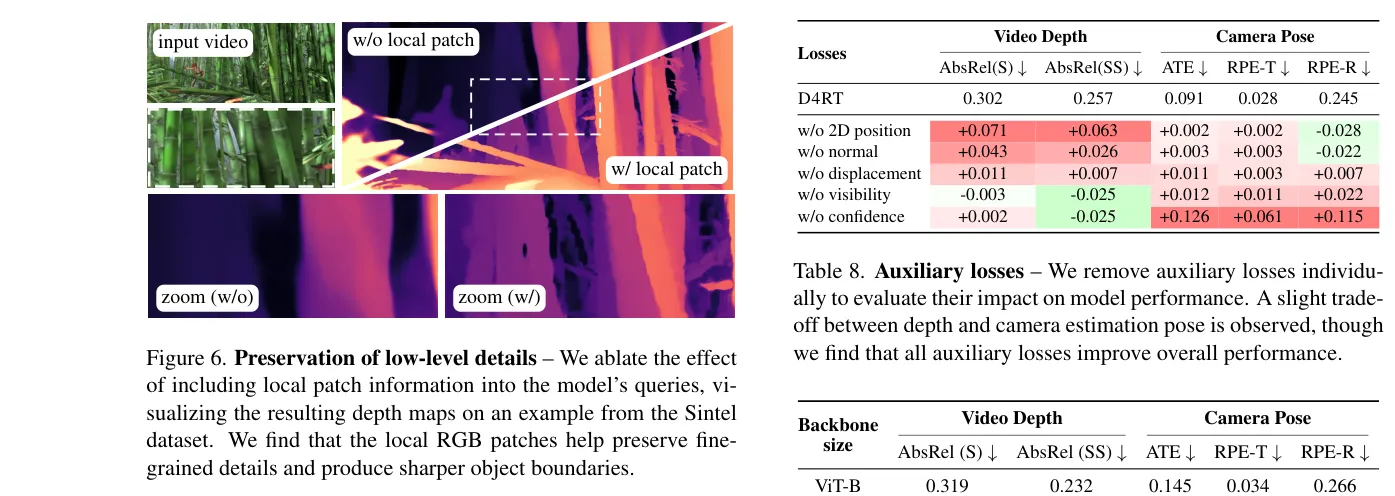 input video
w/o local patch
w/ local patch
zoom (w/o)
zoom (w/)
Figure 6. Preservation of low-level details – We ablate the effect
of including local patch information into the model's queries, vi-
sualizing the resulting depth maps on an example from the Sintel
dataset. We find that the local RGB patches help preserve fine-
grained details and produce sharper object boundaries.
Losses Video Depth Camera Pose
AbsRel(S) ↓ AbsRel(SS) ↓ ATE ↓ RPE-T ↓ RPE-R ↓
D4RT 0.302 0.257 0.091 0.028 0.245
w/o 2D position +0.071 +0.063 +0.002 +0.002 -0.028
w/o normal +0.043 +0.026 +0.003 +0.003 -0.022
w/o displacement +0.011 +0.007 +0.011 +0.003 +0.007
w/o visibility -0.003 -0.025 +0.012 +0.011 +0.022
w/o confidence +0.002 -0.025 +0.126 +0.061 +0.115
Table 8. Auxiliary losses – We remove auxiliary losses individu-
ally to evaluate their impact on model performance. A slight trade-
off between depth and camera estimation pose is observed, though
we find that all auxiliary losses improve overall performance.
Backbone size Video Depth Camera Pose
AbsRel (S) ↓ AbsRel (SS) ↓ ATE ↓ RPE-T ↓ RPE-R ↓
ViT-B 0.319 0.232 0.145 0.034 0.266